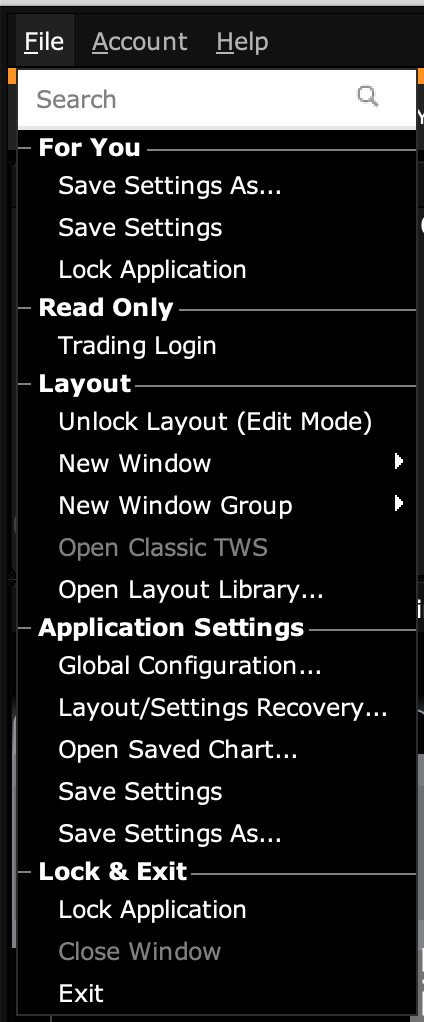 File Account Help
Search
For You
Save Settings As...
Save Settings
Lock Application
Read Only
Trading Login
Layout
Unlock Layout (Edit Mode)
New Window
New Window Group
Open Classic TWS
Open Layout Library...
Application Settings
Global Configuration...
Layout/Settings Recovery...
Open Saved Chart...
Save Settings
Save Settings As...
Lock & Exit
Lock Application
Close Window
Exit